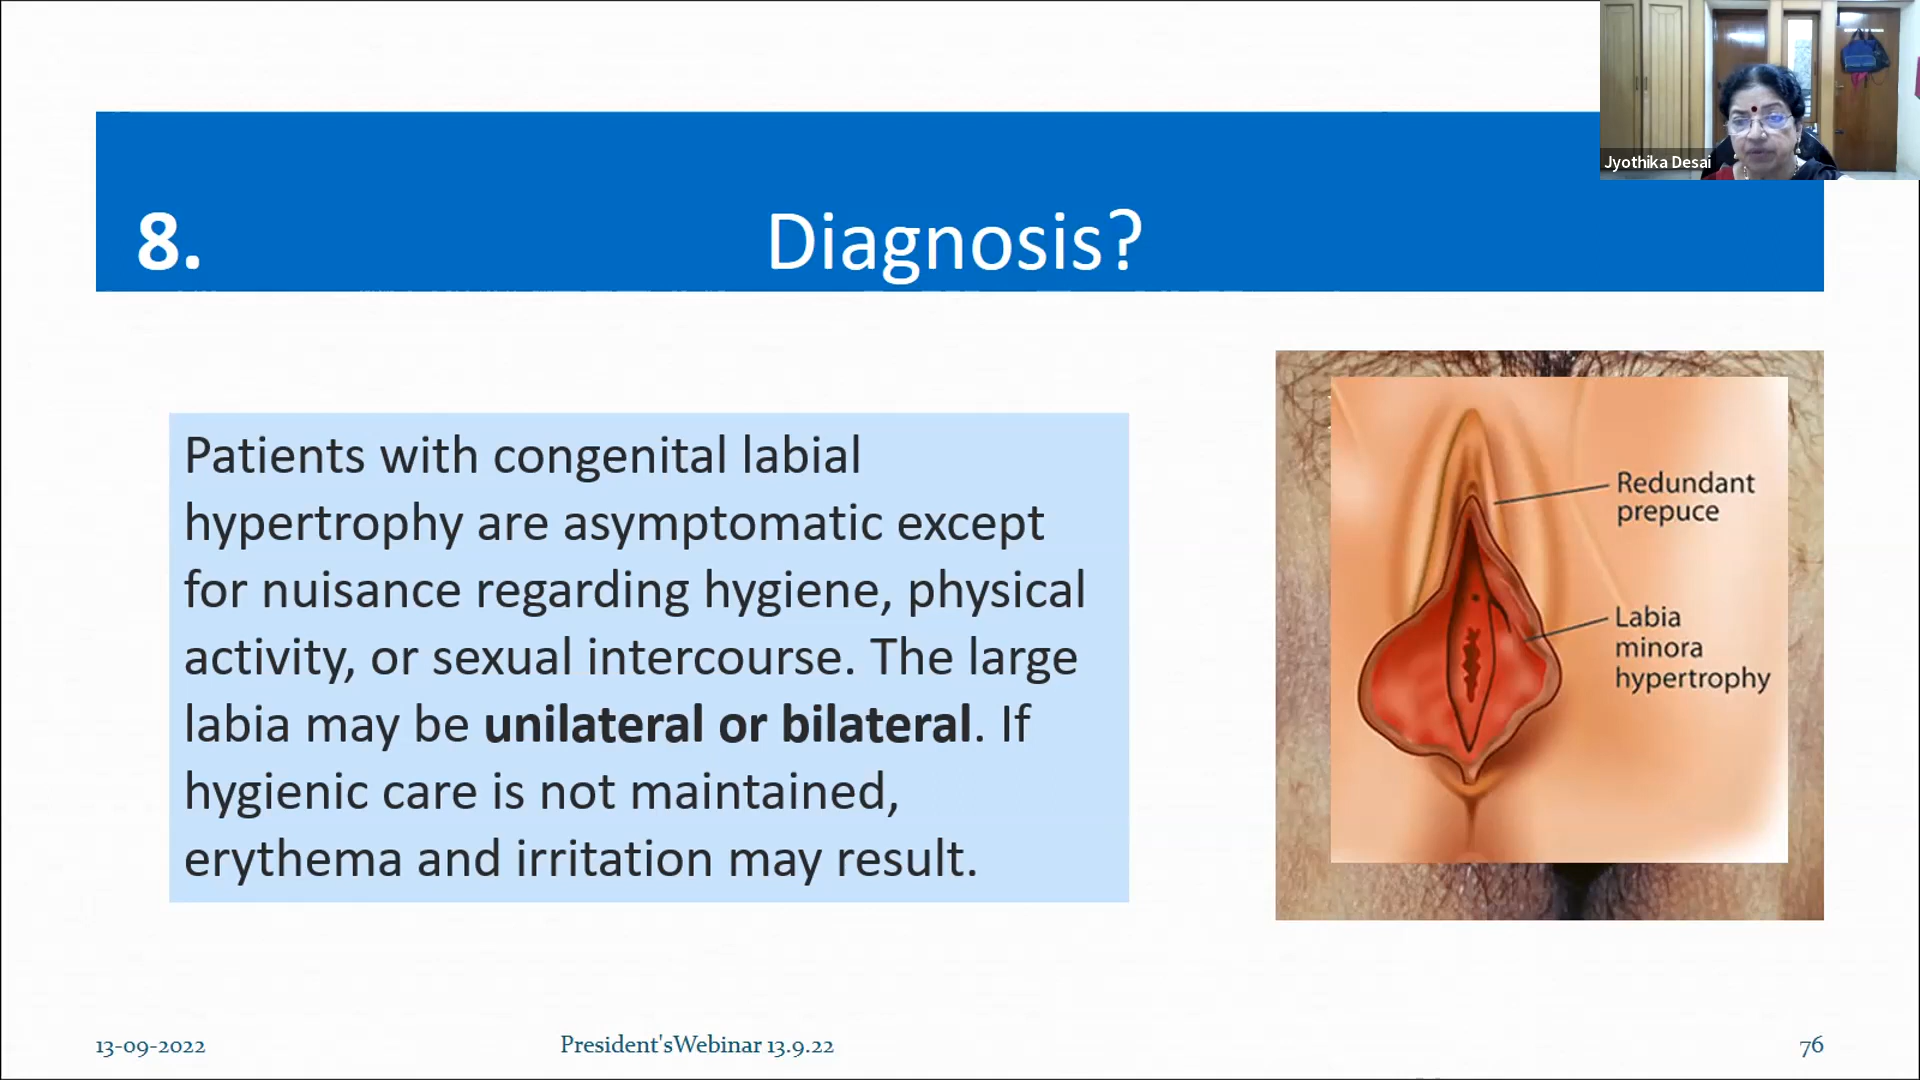 Jyothika Desai
8. Diagnosis?
Patients with congenital labial
hypertrophy are asymptomatic except
for nuisance regarding hygiene, physical
activity, or sexual intercourse. The large
labia may be unilateral or bilateral. If
hygienic care is not maintained,
erythema and irritation may result.
Redundant
prepuce
Labia
minora
hypertrophy
13-09-2022
President'sWebinar 13.9.22
76